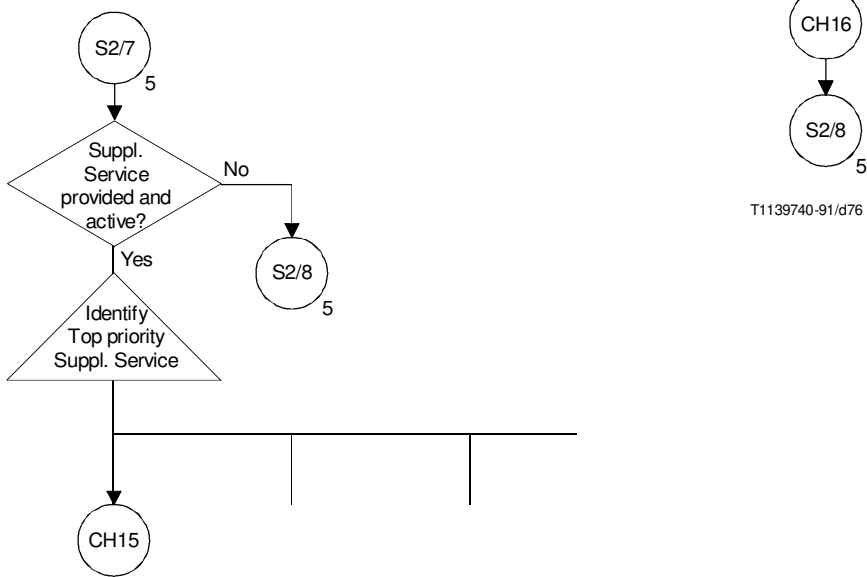 S2/7
5
Suppl.
Service
provided and
active?
No
Yes
S2/8
5
Identify
Top priority
Suppl. Service
CH15
CH16
S2/8
5
T1139740-91/d76